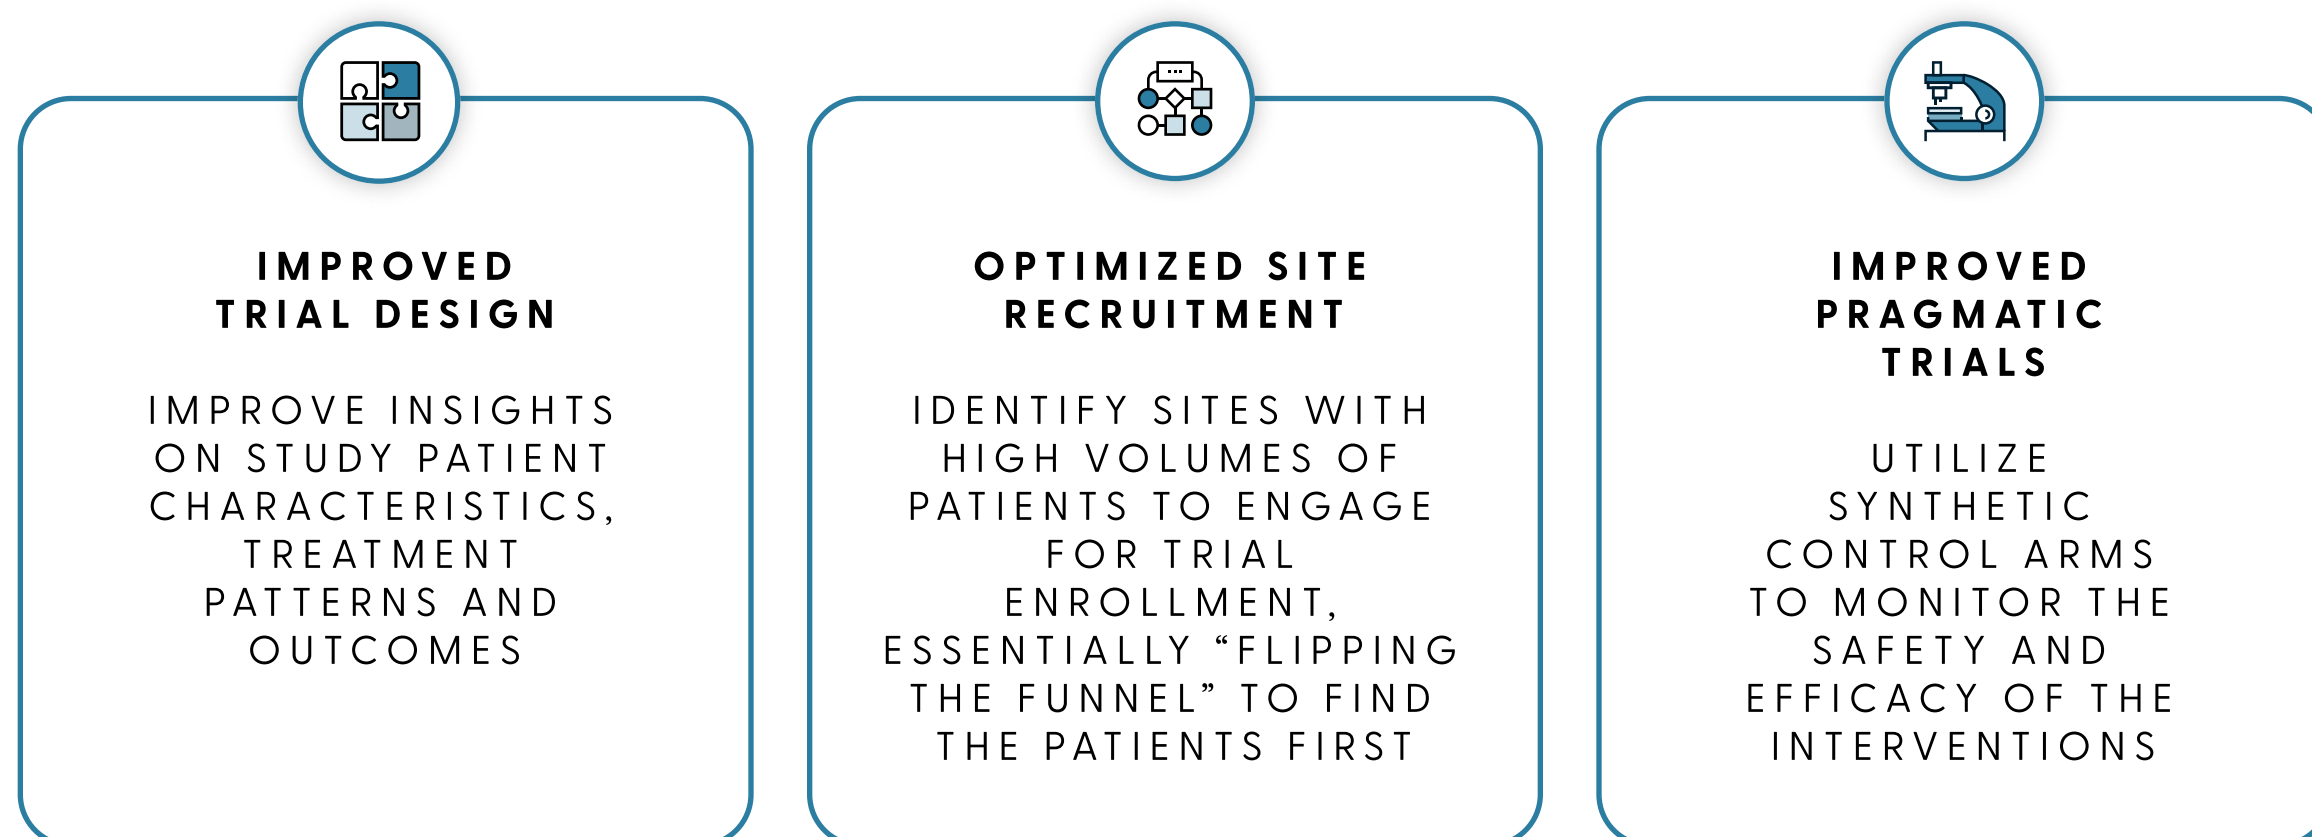 IMPROVED
TRIAL DESIGN
IMPROVE INSIGHTS
ON STUDY PATIENT
CHARACTERISTICS,
TREATMENT
PATTERNS AND
OUTCOMES
OPTIMIZED SITE
RECRUITMENT
IDENTIFY SITES WITH
HIGH VOLUMES OF
PATIENTS TO ENGAGE
FOR TRIAL
ENROLLMENT,
ESSENTIALLY “FLIPPING
THE FUNNEL” TO FIND
THE PATIENTS FIRST
IMPROVED
PRAGMATIC
TRIALS
UTILIZE
SYNTHETIC
CONTROL ARMS
TO MONITOR THE
SAFETY AND
EFFICACY OF THE
INTERVENTIONS